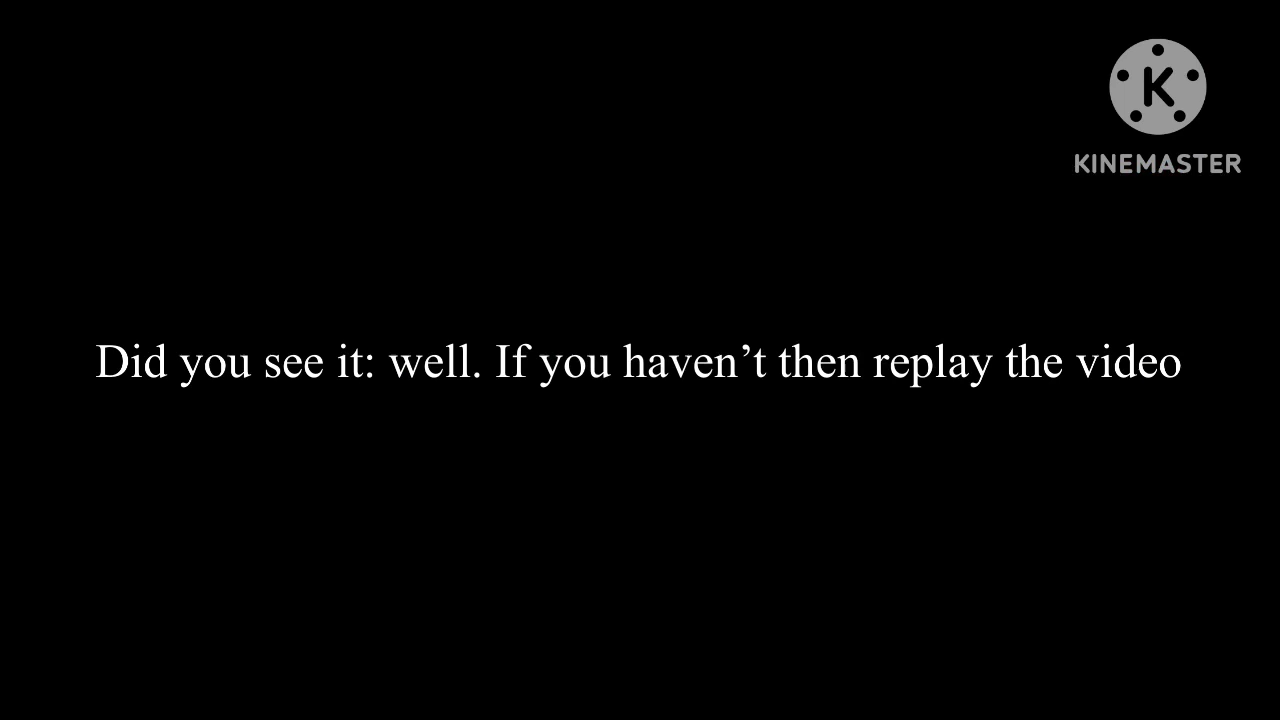 K
KINEMASTER
Did you see it: well. If you haven’t then replay the video